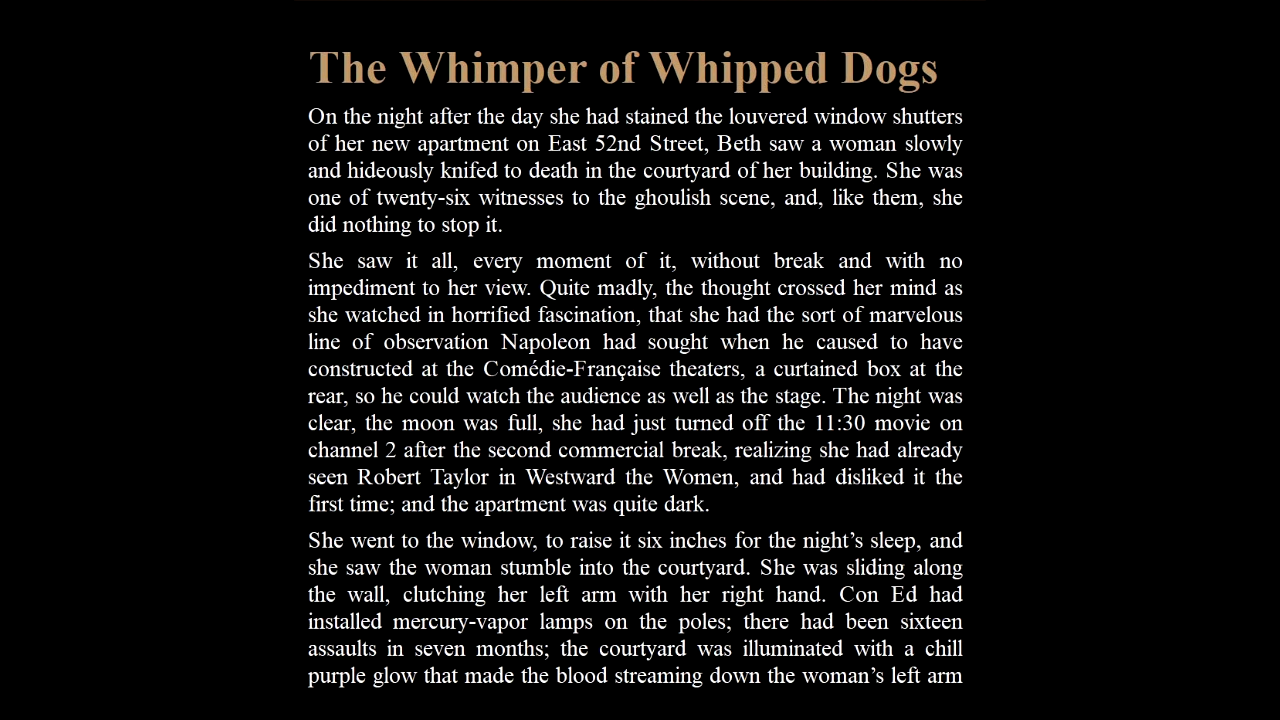 The Whimper of Whipped Dogs
On the night after the day she had stained the louvered window shutters
of her new apartment on East 52nd Street, Beth saw a woman slowly
and hideously knifed to death in the courtyard of her building. She was
one of twenty-six witnesses to the ghoulish scene, and, like them, she
did nothing to stop it.
She saw it all, every moment of it, without break and with no
impediment to her view. Quite madly, the thought crossed her mind as
she watched in horrified fascination, that she had the sort of marvelous
line of observation Napoleon had sought when he caused to have
constructed at the Comédie-Française theaters, a curtained box at the
rear, so he could watch the audience as well as the stage. The night was
clear, the moon was full, she had just turned off the 11:30 movie on
channel 2 after the second commercial break, realizing she had already
seen Robert Taylor in Westward the Women, and had disliked it the
first time; and the apartment was quite dark.
She went to the window, to raise it six inches for the night’s sleep, and
she saw the woman stumble into the courtyard. She was sliding along
the wall, clutching her left arm with her right hand. Con Ed had
installed mercury-vapor lamps on the poles; there had been sixteen
assaults in seven months; the courtyard was illuminated with a chill
purple glow that made the blood streaming down the woman’s left arm